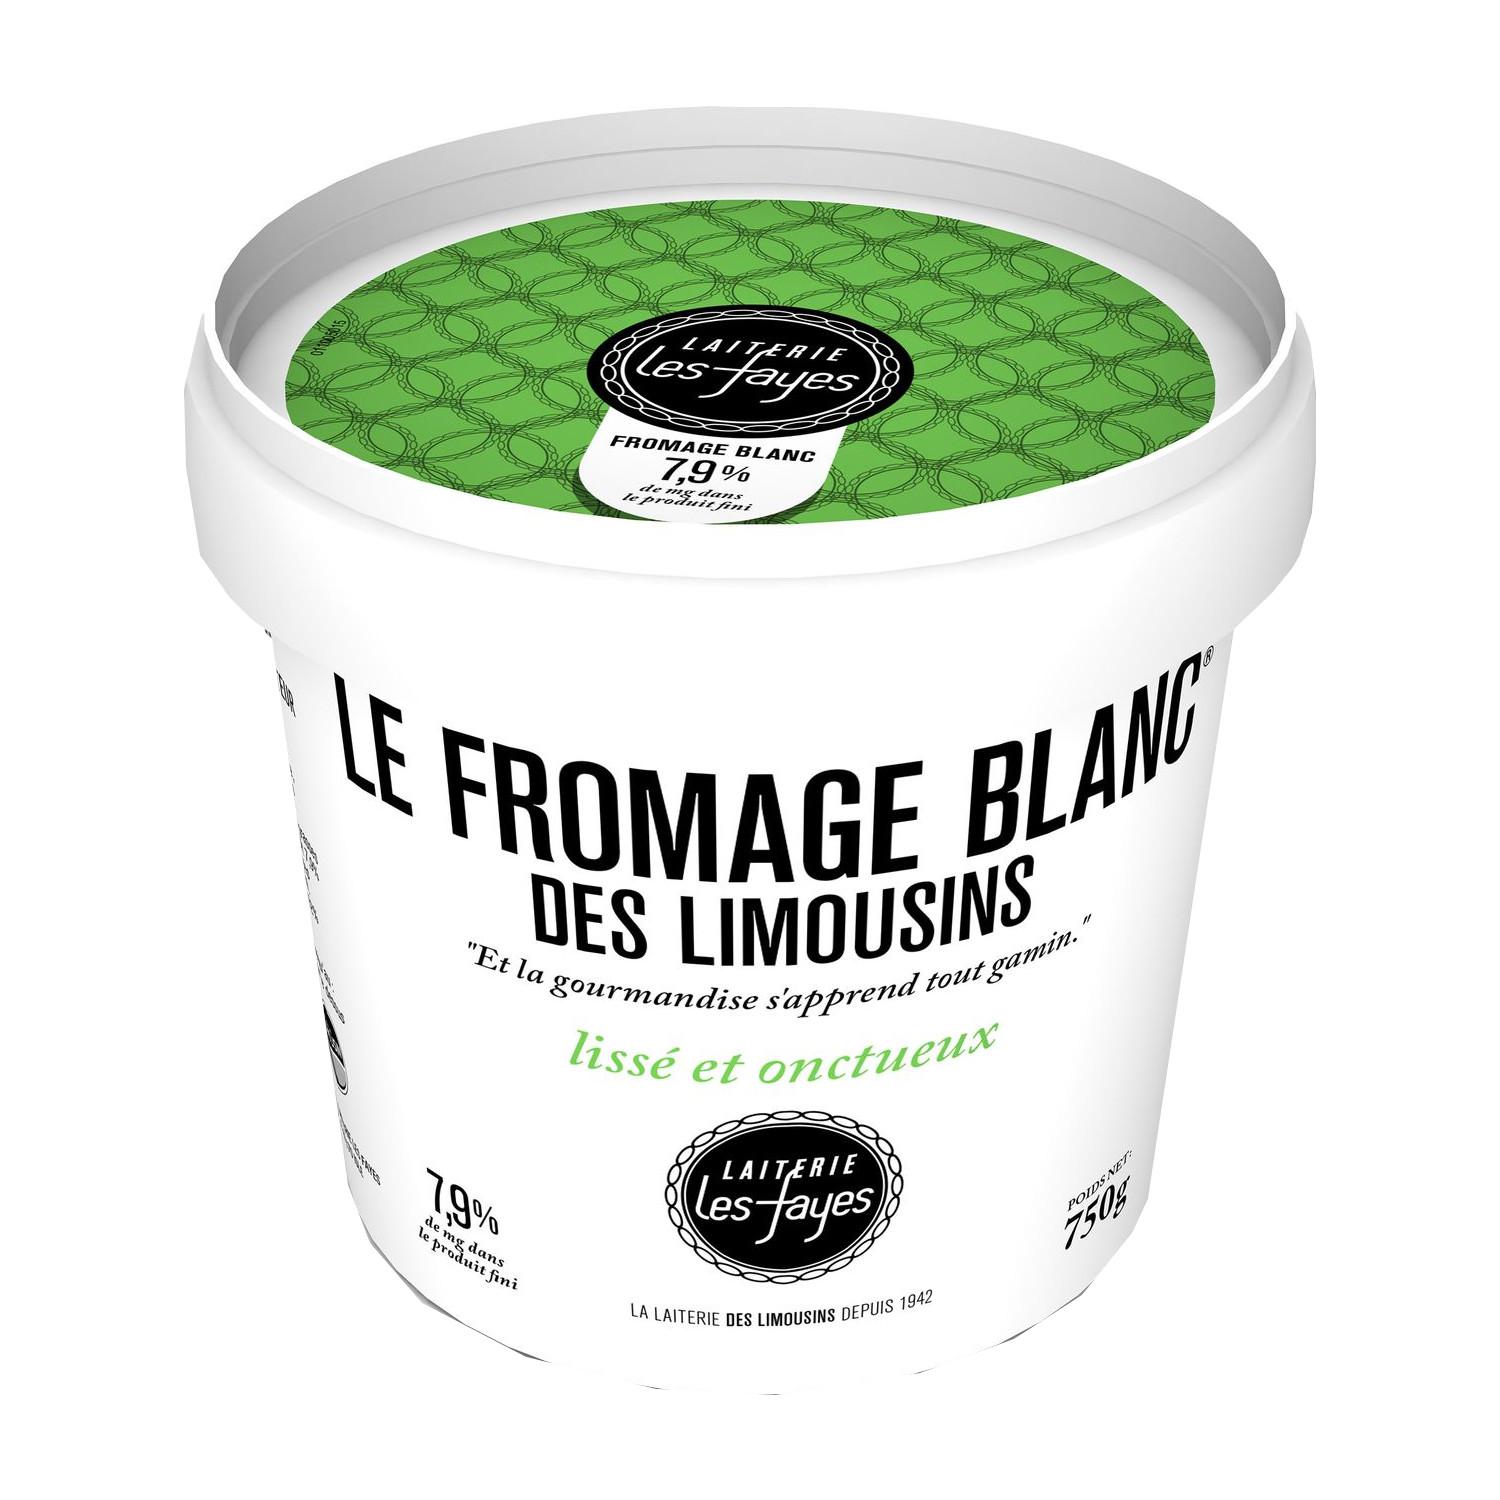 LAITERIE
les fayes
FROMAGE BLANC
7,9%
de mg dans
le produit fini
LE FROMAGE BLANC®
DES LIMOUSINS
"Et la gourmandise s'apprend tout gamin."
lissé et onctueux
LAITERIE
les fayes
7,9%
de mg dans
le produit fini
POIDS NET:
750g
LA LAITERIE DES LIMOUSINS DEPUIS 1942